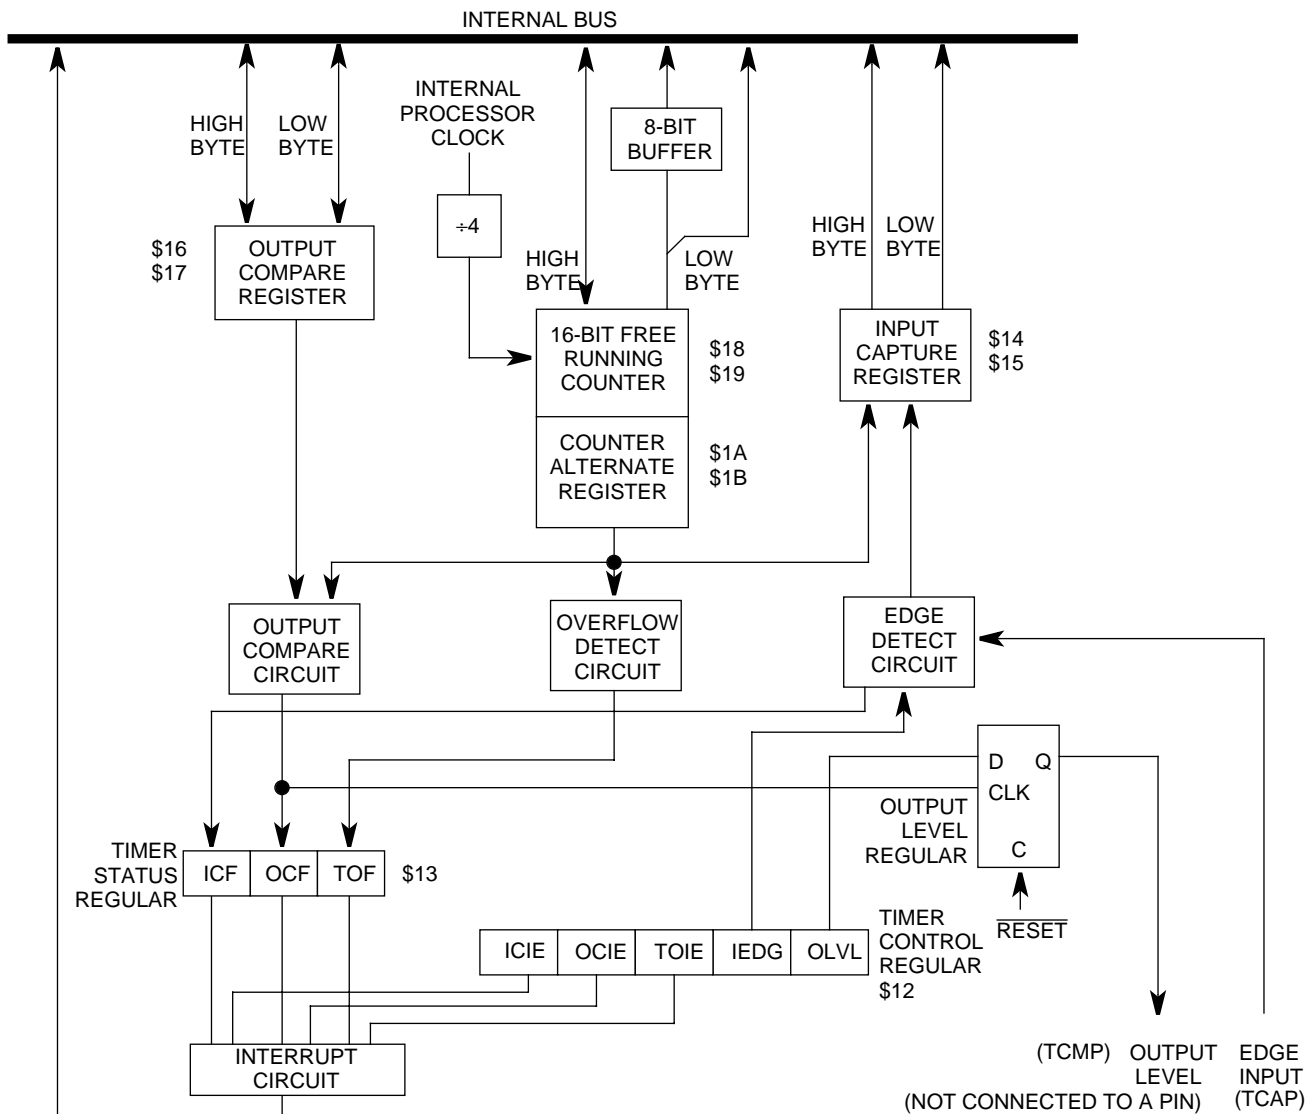 INTERNAL BUS
HIGH
BYTE
LOW
BYTE
INTERNAL
PROCESSOR
CLOCK
÷4
8-BIT
BUFFER
HIGH
BYTE
LOW
BYTE
HIGH
BYTE
LOW
BYTE
$16
$17
OUTPUT
COMPARE
REGISTER
16-BIT FREE
RUNNING
COUNTER
$18
$19
COUNTER
ALTERNATE
REGISTER
$1A
$1B
INPUT
CAPTURE
REGISTER
$14
$15
OUTPUT
COMPARE
CIRCUIT
OVERFLOW
DETECT
CIRCUIT
EDGE
DETECT
CIRCUIT
D Q
CLK
C
OUTPUT
LEVEL
REGULAR
RESET
TIMER
STATUS
REGULAR
ICF OCF TOF
$13
ICIE OCIE TOIE IEDG OLVL
TIMER
CONTROL
REGULAR
$12
INTERRUPT
CIRCUIT
(TCMP) OUTPUT
LEVEL
(NOT CONNECTED TO A PIN)
EDGE
INPUT
(TCAP)